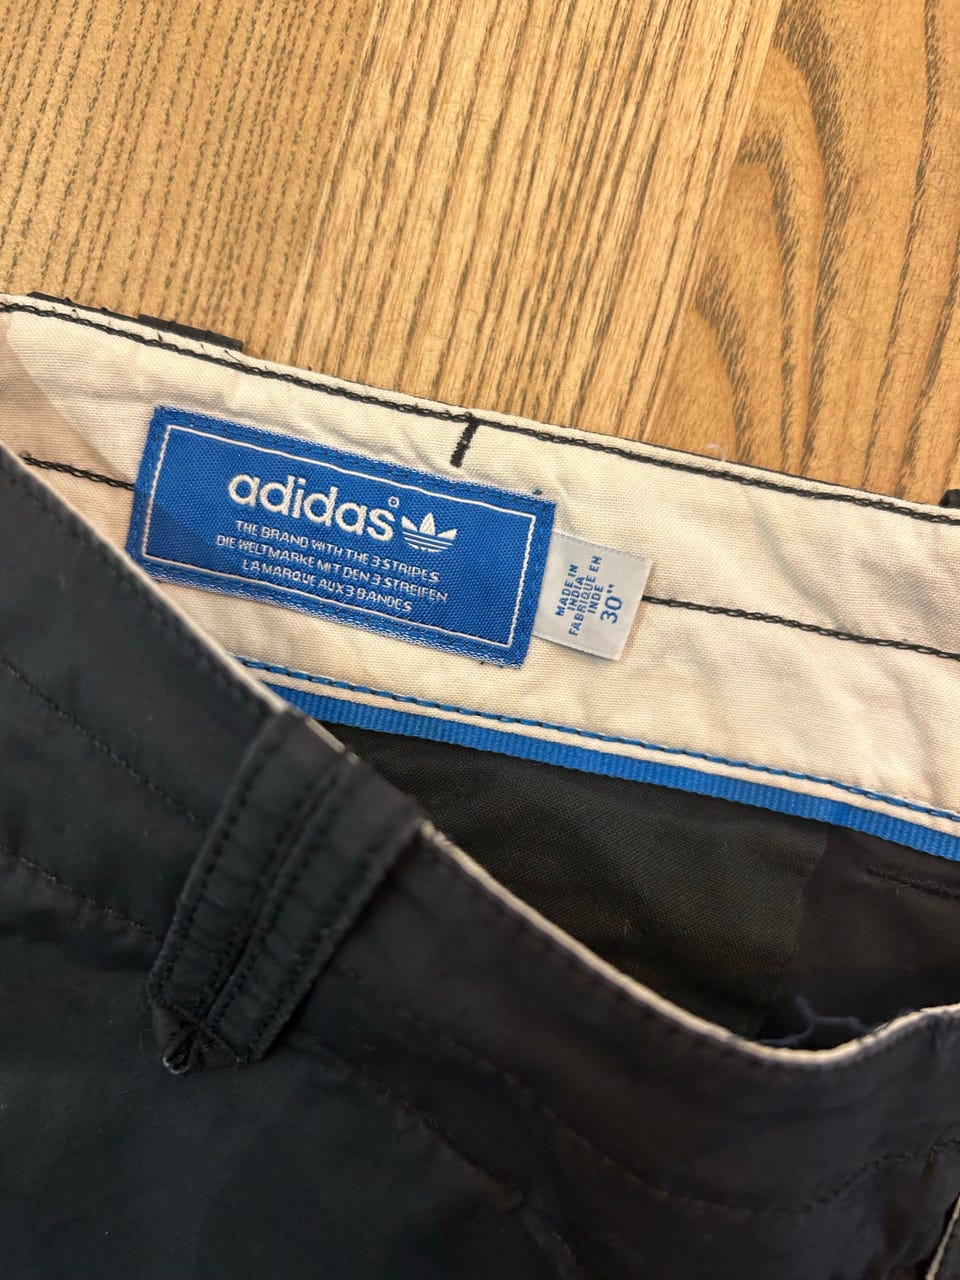 adidas
THE BRAND WITH THE 3 STRIPES
DIE WELTMARKE MIT DEN 3 STREIFEN
LA MARQUE AUX 3 BANDES
MADE IN
INDIA
FABRIQUE EN
INDE
30"